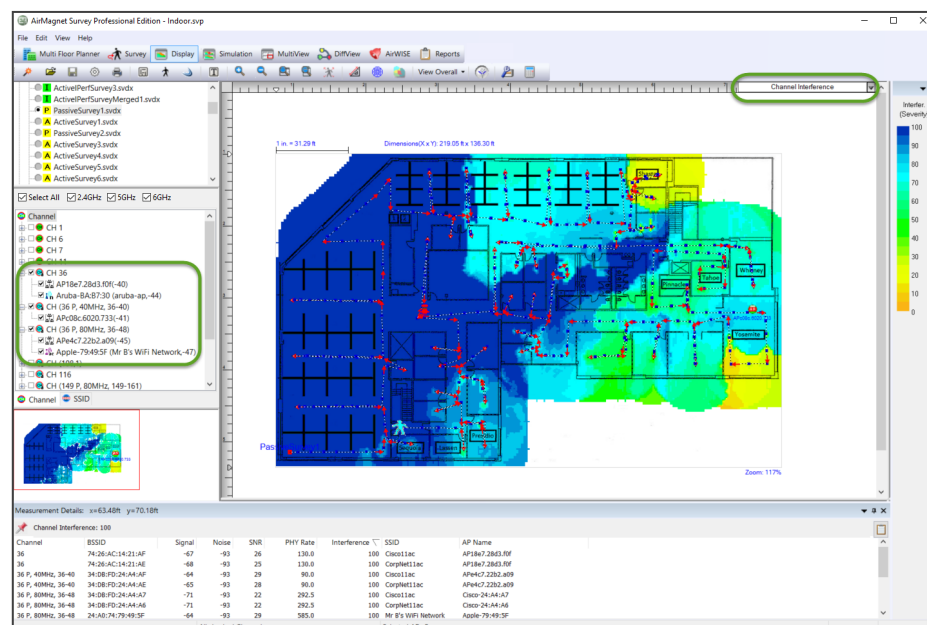 AirMagnet Survey Professional Edition - Indoor.svp
File Edit View Help
Multi Floor Planner Survey Display Simulation MultiView DiffView AirWISE Reports
View Overall
ActiveIPerfSurvey3.svdx
ActiveIPerfSurveyMerged1.svdx
PassiveSurvey1.svdx
ActiveSurvey1.svdx
PassiveSurvey2.svdx
ActiveSurvey3.svdx
ActiveSurvey4.svdx
ActiveSurvey5.svdx
ActiveSurvey6.svdx
Select All 2.4GHz 5GHz 6GHz
Channel
CH 1
CH 6
CH 7
CH 36
AP18e7.28d3.f0f(-40)
Aruba-BA:B7:30 (aruba-ap,-44)
CH (36 P, 40MHz, 36-40)
APc08c.6020.733(-41)
CH (36 P, 80MHz, 36-48)
APe4c7.22b2.a09(-45)
Apple-79:49:5F (Mr B's WiFi Network,-47)
CH 116
CH (149 P, 80MHz, 149-161)
Channel SSID
Channel Interference
1 in. = 31.29 ft Dimensions(X x Y): 219.05 ft x 136.30 ft
Whitney
Tahoe
Pinnacles
Yosemite
Presidio
Zoom: 117%
Interfer.
(Severity)
100
90
80
70
60
50
40
30
20
10
0
Measurement Details: x=63.48ft y=70.18ft
Channel Interference: 100
Channel BSSID Signal Noise SNR PHY Rate Interference SSID AP Name
36 74:26:AC:14:21:AF -67 -93 26 130.0 100 Cisco11ac AP18e7.28d3.f0f
36 74:26:AC:14:21:AE -68 -93 25 130.0 100 CorpNet11ac AP18e7.28d3.f0f
36 P, 40MHz, 36-40 34:DB:FD:24:A4:AF -64 -93 29 90.0 100 Cisco11ac APe4c7.22b2.a09
36 P, 40MHz, 36-40 34:DB:FD:24:A4:AE -65 -93 28 90.0 100 CorpNet11ac APe4c7.22b2.a09
36 P, 80MHz, 36-48 34:DB:FD:24:A4:A7 -71 -93 22 292.5 100 Cisco11ac Cisco-24:A4:A7
36 P, 80MHz, 36-48 34:DB:FD:24:A4:A6 -71 -93 22 292.5 100 CorpNet11ac Cisco-24:A4:A6
36 P, 80MHz, 36-48 24:A0:74:79:49:5F -64 -93 29 585.0 100 Mr B's WiFi Network Apple-79:49:5F